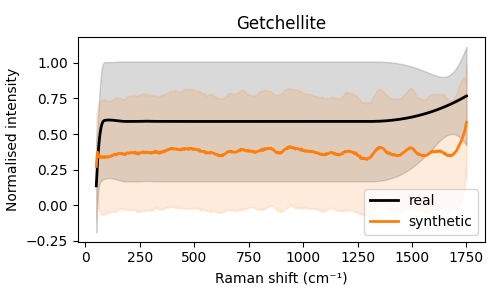 Getchellite
Normalised intensity
1.00
0.75
0.50
0.25
0.00
−0.25
0 250 500 750 1000 1250 1500 1750
Raman shift (cm⁻¹)
real
synthetic